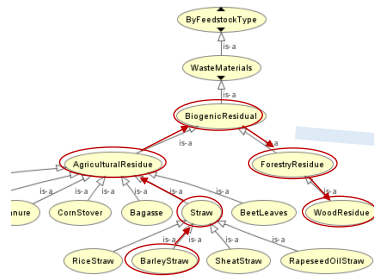 ByFeedstockType
is-a
WasteMaterials
is-a
BiogenicResidual
is-a
a
AgriculturalResidue
ForestryResidue
is-a is-a is-a is-a is-a
is-a
anure
CornStover
Bagasse
Straw
BeetLeaves
WoodResidue
is-a is-a is-a is-a
RiceStraw
BarleyStraw
SheatStraw
RapeseedOilStraw